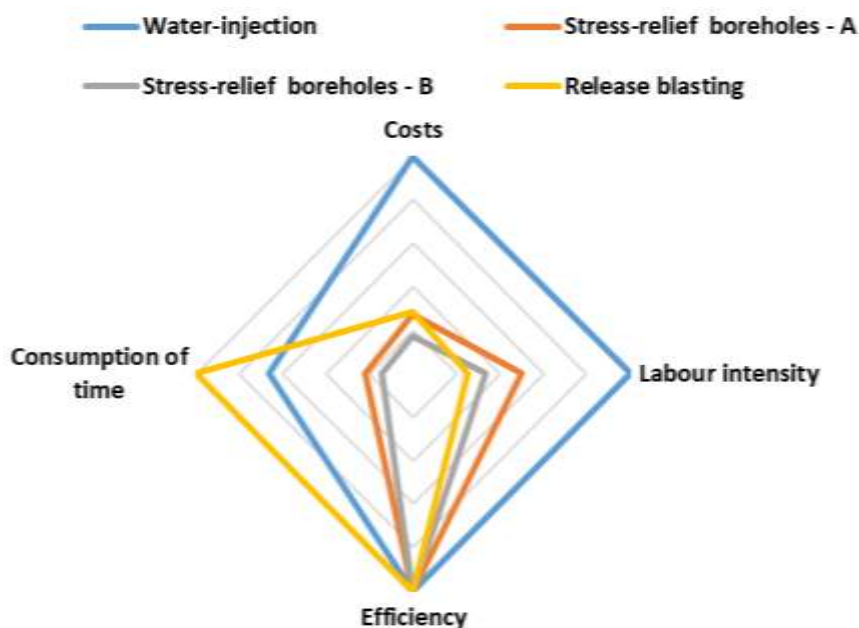 Water-injection
Stress-relief boreholes - A
Stress-relief boreholes - B
Release blasting
Costs
Consumption of
time
Labour intensity
Efficiency